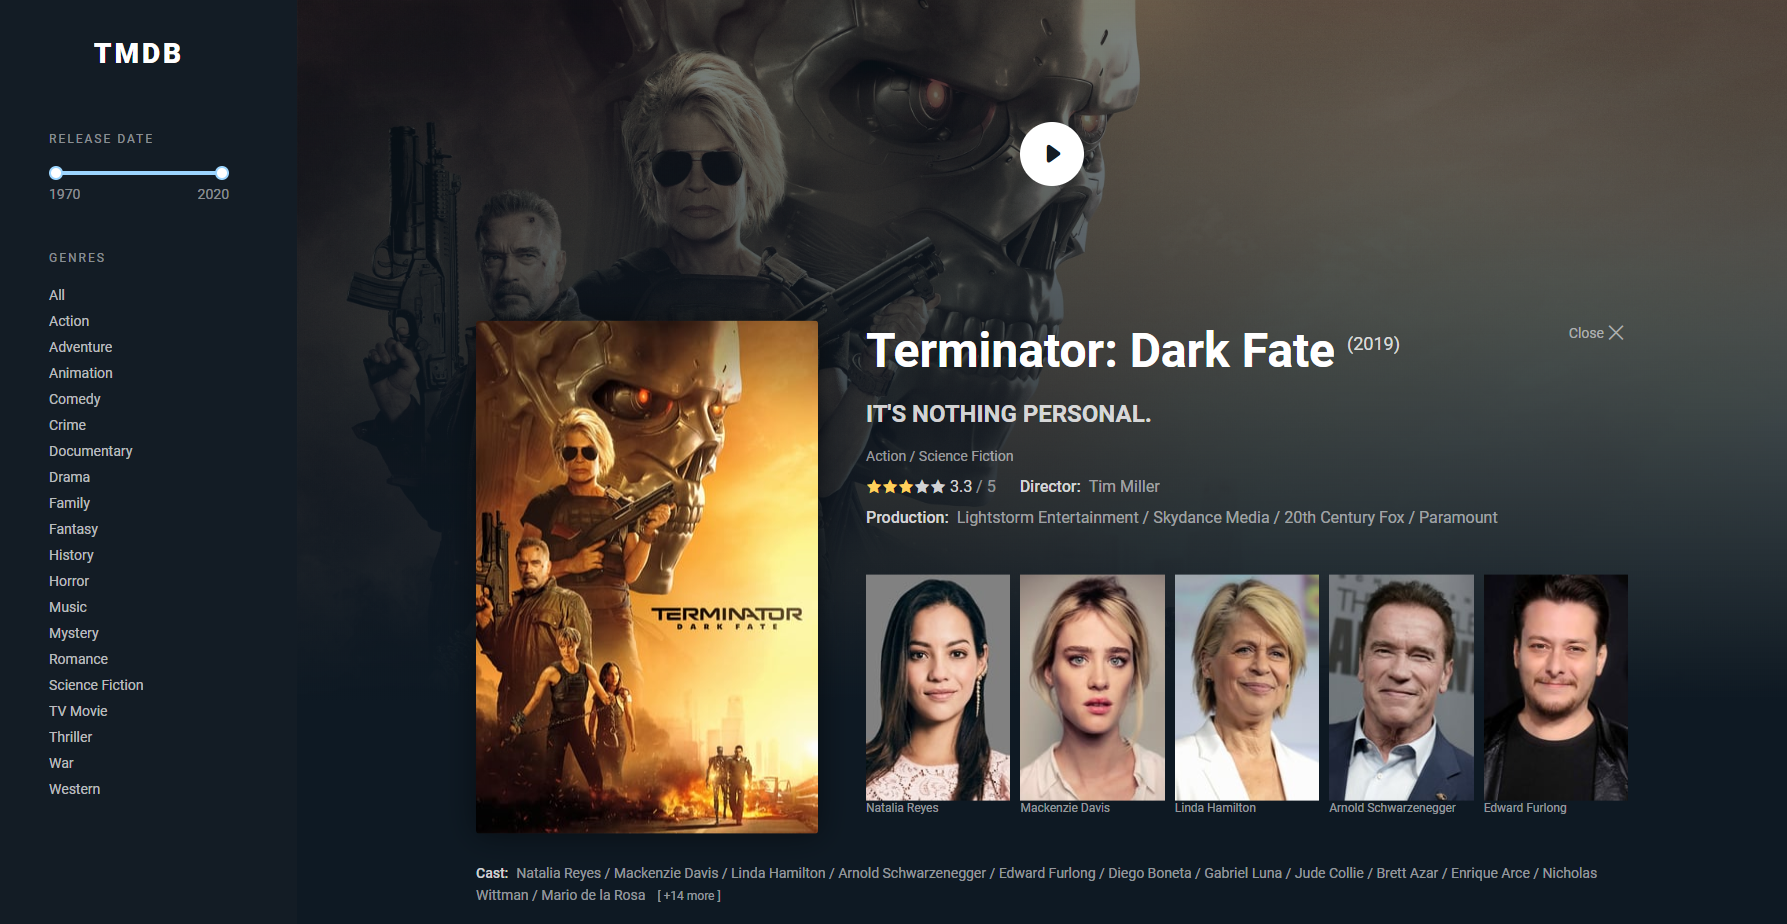 TMDB
RELEASE DATE
1970 2020
GENRES
All
Action
Adventure
Animation
Comedy
Crime
Documentary
Drama
Family
Fantasy
History
Horror
Music
Mystery
Romance
Science Fiction
TV Movie
Thriller
War
Western
TERMINATOR
DARK FATE
Terminator: Dark Fate (2019)
Close
IT'S NOTHING PERSONAL.
Action / Science Fiction
3.3 / 5 Director: Tim Miller
Production: Lightstorm Entertainment / Skydance Media / 20th Century Fox / Paramount
Natalia Reyes
Mackenzie Davis
Linda Hamilton
Arnold Schwarzenegger
Edward Furlong
Cast: Natalia Reyes / Mackenzie Davis / Linda Hamilton / Arnold Schwarzenegger / Edward Furlong / Diego Boneta / Gabriel Luna / Jude Collie / Brett Azar / Enrique Arce / Nicholas
Wittman / Mario de la Rosa [ +14 more ]